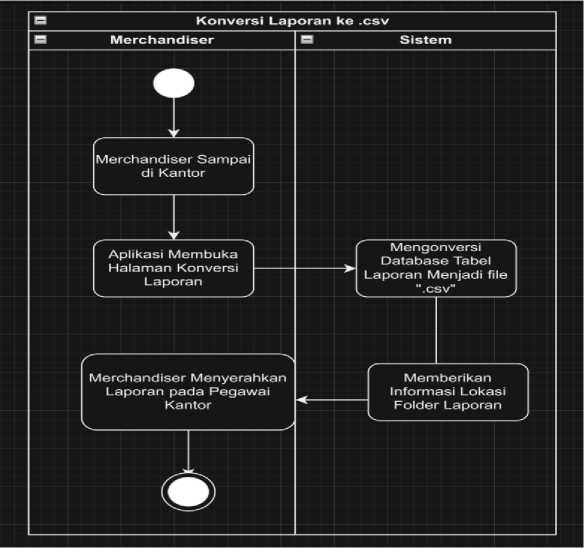 Konversi Laporan ke .csv
Merchandiser
Sistem
Merchandiser Sampai
di Kantor
Aplikasi Membuka
Halaman Konversi
Laporan
Mengonversi
Database Tabel
Laporan Menjadi file
".csv"
Merchandiser Menyerahkan
Laporan pada Pegawai
Kantor
Memberikan
Informasi Lokasi
Folder Laporan